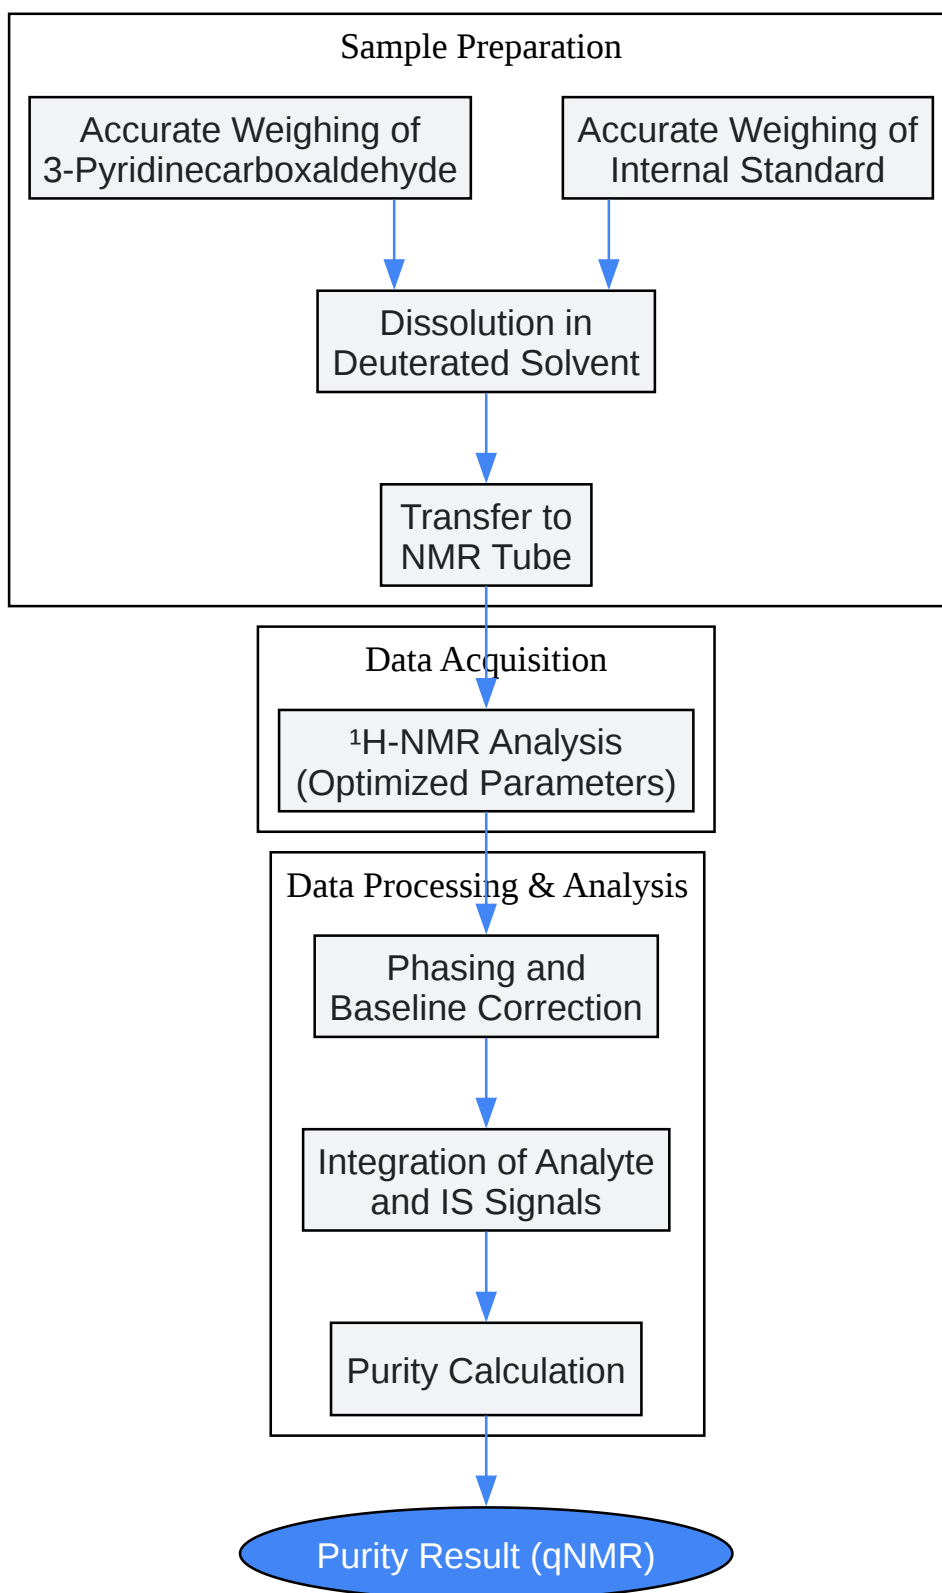 Sample Preparation
Accurate Weighing of
3-Pyridinecarboxaldehyde
Accurate Weighing of
Internal Standard
Dissolution in
Deuterated Solvent
Transfer to
NMR Tube
Data Acquisition
¹H-NMR Analysis
(Optimized Parameters)
Data Processing & Analysis
Phasing and
Baseline Correction
Integration of Analyte
and IS Signals
Purity Calculation
Purity Result (qNMR)